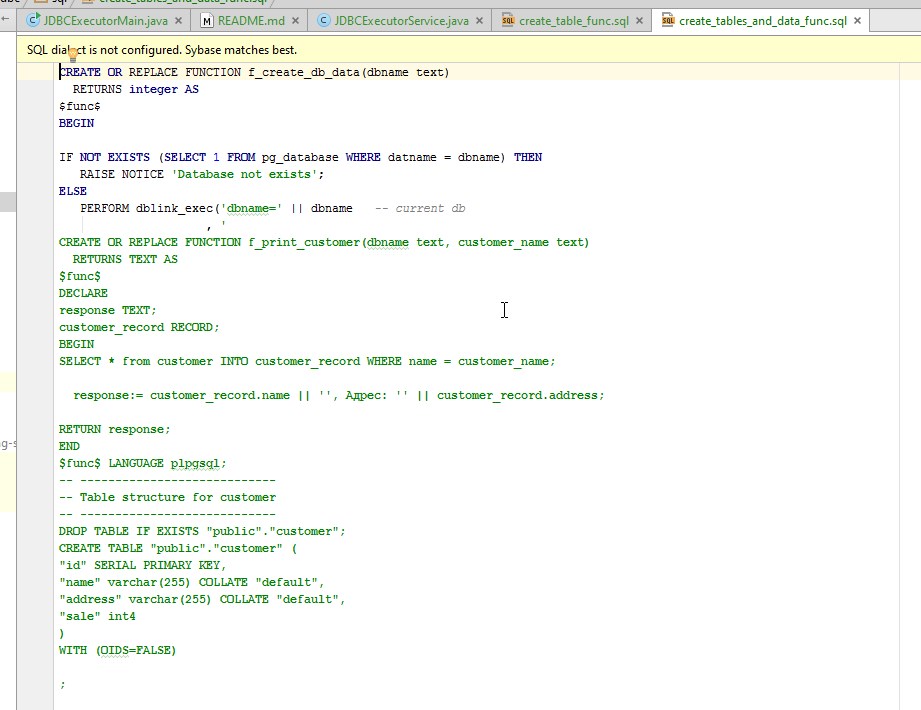 JDBCExecutorMain.java
README.md
JDBCExecutorService.java
create_table_func.sql
create_tables_and_data_func.sql
SQL dialect is not configured. Sybase matches best.
CREATE OR REPLACE FUNCTION f_create_db_data(dbname text)
RETURNS integer AS
$func$
BEGIN
IF NOT EXISTS (SELECT 1 FROM pg_database WHERE datname = dbname) THEN
RAISE NOTICE 'Database not exists';
ELSE
PERFORM dblink_exec('dbname=' || dbname   -- current db
, '
CREATE OR REPLACE FUNCTION f_print_customer(dbname text, customer_name text)
RETURNS TEXT AS
$func$
DECLARE
response TEXT;
customer_record RECORD;
BEGIN
SELECT * from customer INTO customer_record WHERE name = customer_name;
response:= customer_record.name || '', Адрес: '' || customer_record.address;
RETURN response;
END
$func$ LANGUAGE plpgsql;
-- ----------------------------
-- Table structure for customer
-- ----------------------------
DROP TABLE IF EXISTS "public"."customer";
CREATE TABLE "public"."customer" (
"id" SERIAL PRIMARY KEY,
"name" varchar(255) COLLATE "default",
"address" varchar(255) COLLATE "default",
"sale" int4
)
WITH (OIDS=FALSE)
;